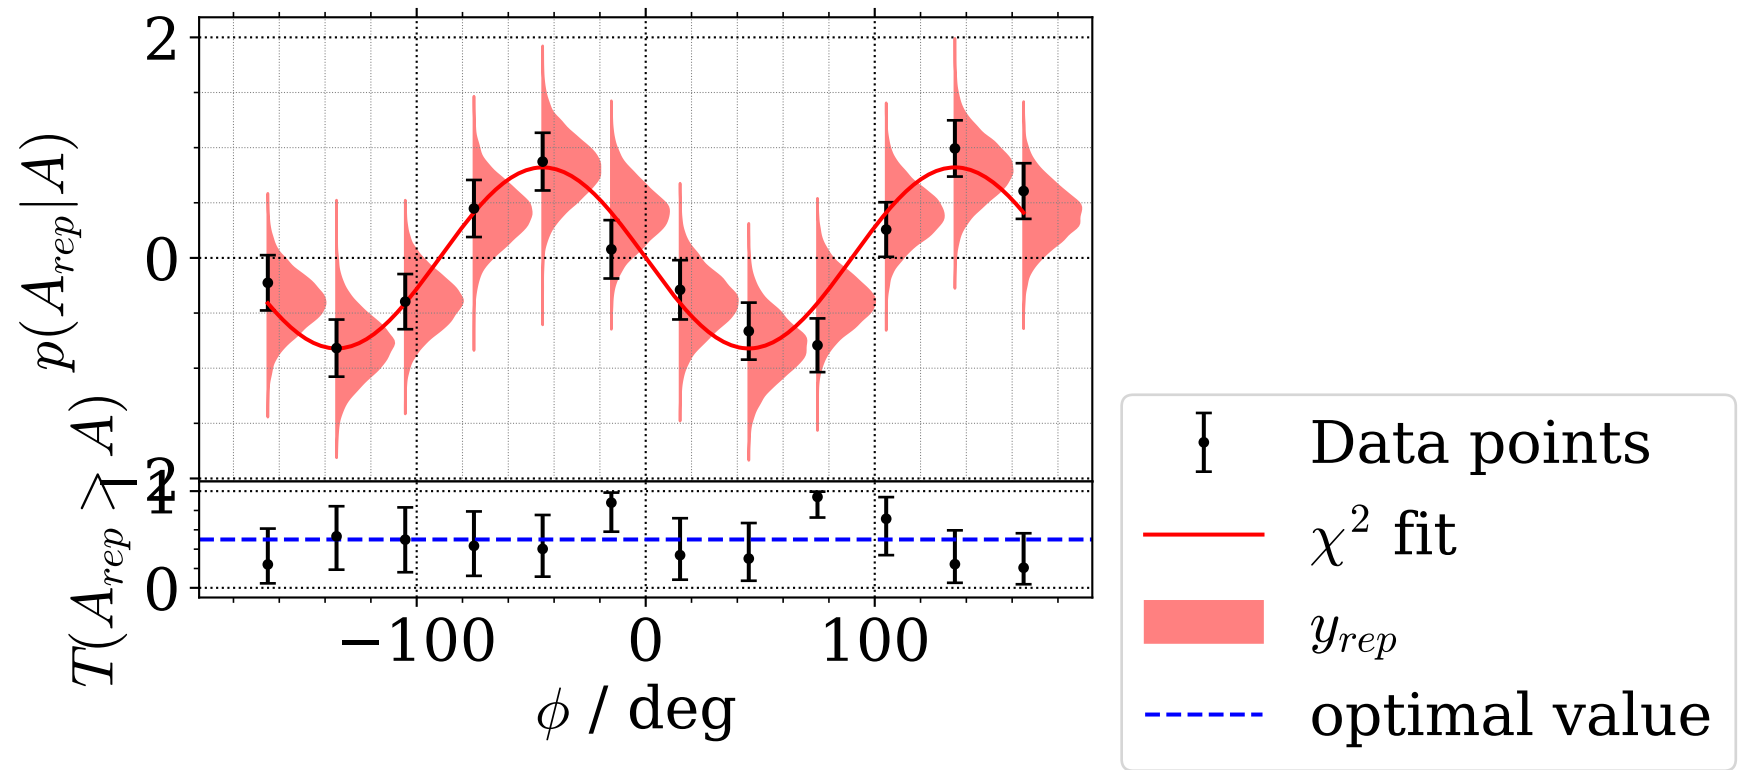 2
0
−2
p(A_rep|A)
1
0
T(A_rep > A)
−100 0 100
ϕ / deg
Data points
χ² fit
y_rep
optimal value